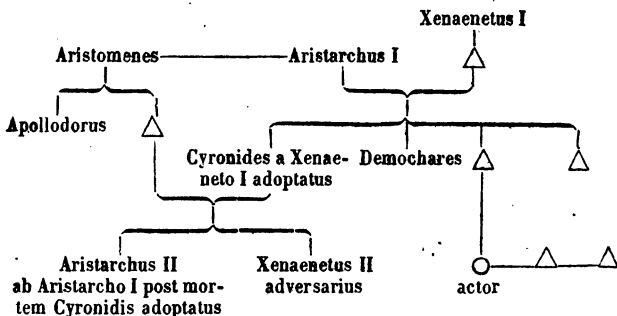 Xenaenetus I
Aristomenes Aristarchus I
Apollodorus
Cyronides a Xenae- Demochares
neto I adoptatus
Aristarchus II Xenaenetus II
ab Aristarcho I post mor- adversarius actor
tem Cyronidis adoptatus